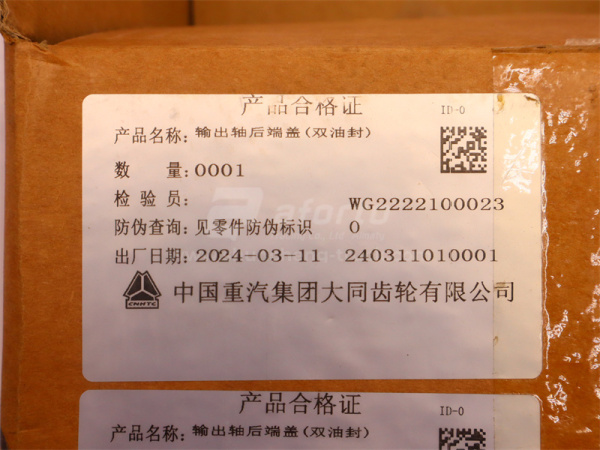 产品合格证 ID-0
产品名称: 输出轴后端盖(双油封)
数 量: 0001
检验员: WG2222100023
防伪查询: 见零件防伪标识 0
出厂日期: 2024-03-11 240311010001
CNHTC 中国重汽集团大同齿轮有限公司
aforto
产品合格证 ID-0
产品名称: 输出轴后端盖(双油封)